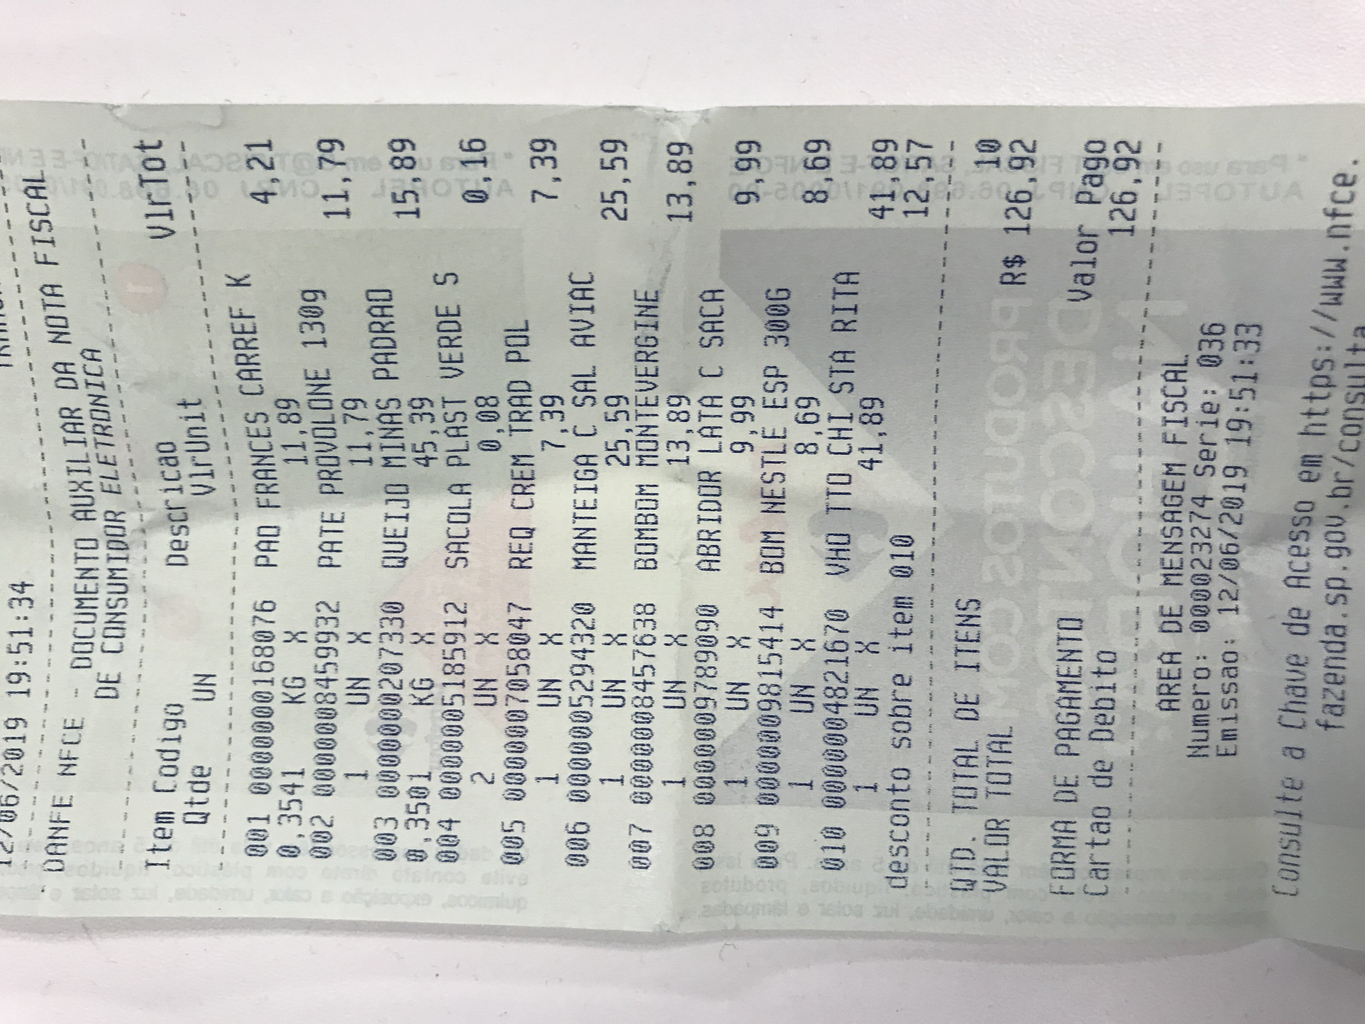 12/06/2019 19:51:34
DANFE NFCE - DOCUMENTO AUXILIAR DA NOTA FISCAL
DE CONSUMIDOR ELETRONICA
Item Codigo Descricao VlrTot
Qtde UN VlrUnit
001 0000000168076 PAO FRANCES CARREF K
0,3541 KG X 11,89 4,21
002 0000008459932 PATE PROVOLONE 130g
1 UN X 11,79 11,79
003 0000000207330 QUEIJO MINAS PADRAO
0,3501 KG X 45,39 15,89
004 0000005185912 SACOLA PLAST VERDE S
2 UN X 0,08 0,16
005 0000007058047 REQ CREM TRAD POL
1 UN X 7,39 7,39
006 0000005294320 MANTEIGA C SAL AVIAC
1 UN X 25,59 25,59
007 0000008457638 BOMBOM MONTEVERGINE
1 UN X 13,89 13,89
008 0000009789090 ABRIDOR LATA C SACA
1 UN X 9,99 9,99
009 0000009815414 BOM NESTLE ESP 300G
1 UN X 8,69 8,69
010 0000004821670 VHO TTO CHI STA RITA
1 UN X 41,89 41,89
desconto sobre item 010 12,57
QTD. TOTAL DE ITENS 10
VALOR TOTAL R$ 126,92
FORMA DE PAGAMENTO Valor Pago
Cartao de Debito 126,92
AREA DE MENSAGEM FISCAL
Numero: 000023274 Serie: 036
Emissao: 12/06/2019 19:51:33
Consulte a Chave de Acesso em https://www.nfce.
fazenda.sp.gov.br/consulta